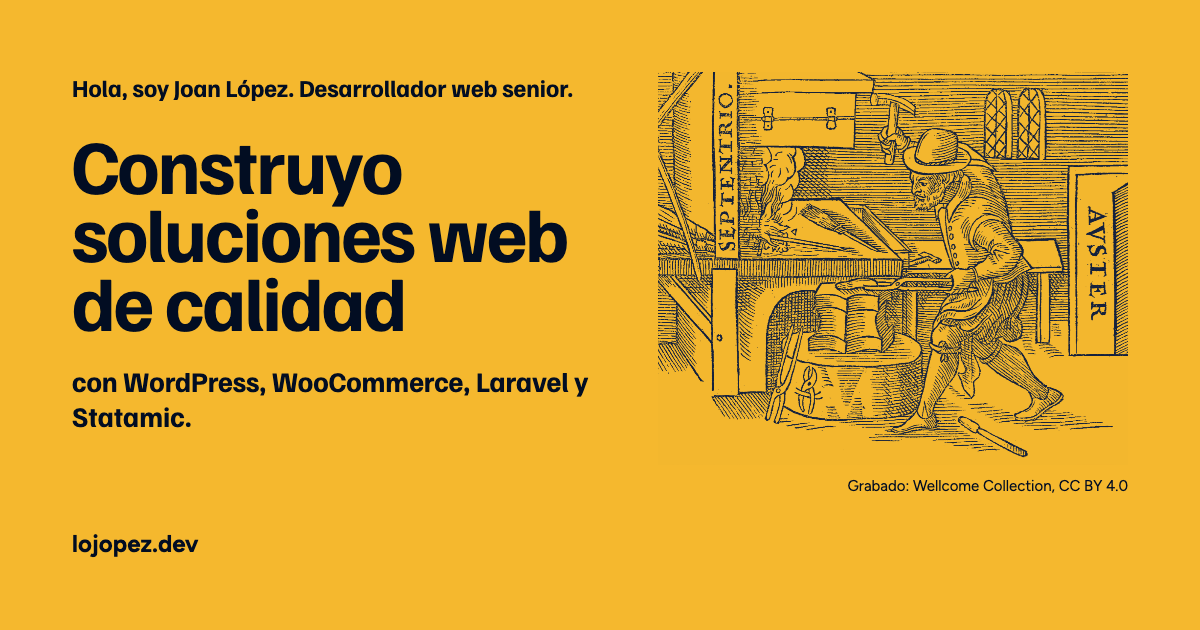 Hola, soy Joan López. Desarrollador web senior.
Construyo
soluciones web
de calidad
con WordPress, WooCommerce, Laravel y
Statamic.
lojopez.dev
SEPTENTRIO.
AVSTER
Grabado: Wellcome Collection, CC BY 4.0